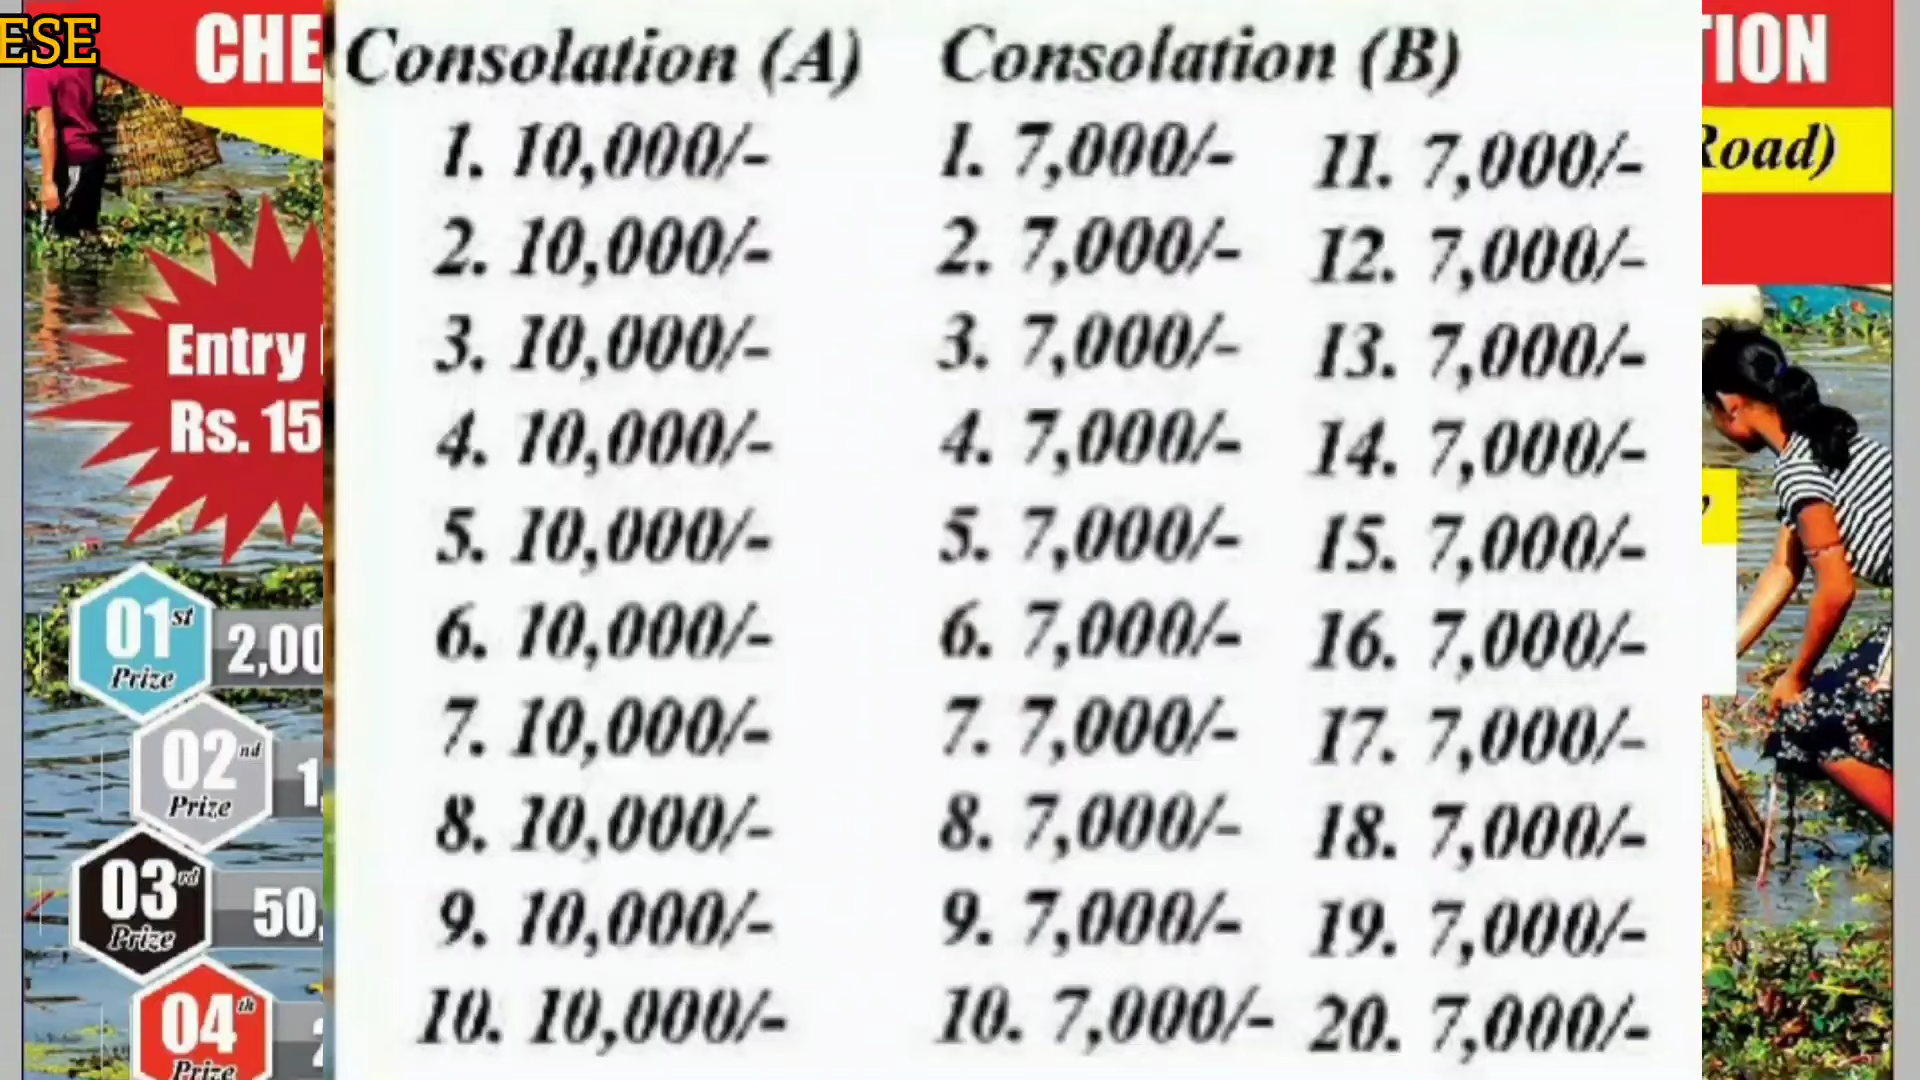 ESE
CHE
TION
Road)
Entry
Rs. 15
01st
Prize
2,00
02nd
Prize
1,
03rd
Prize
50,
04th
Prize
2
Consolation (A)
1. 10,000/-
2. 10,000/-
3. 10,000/-
4. 10,000/-
5. 10,000/-
6. 10,000/-
7. 10,000/-
8. 10,000/-
9. 10,000/-
10. 10,000/-
Consolation (B)
1. 7,000/-
2. 7,000/-
3. 7,000/-
4. 7,000/-
5. 7,000/-
6. 7,000/-
7. 7,000/-
8. 7,000/-
9. 7,000/-
10. 7,000/-
11. 7,000/-
12. 7,000/-
13. 7,000/-
14. 7,000/-
15. 7,000/-
16. 7,000/-
17. 7,000/-
18. 7,000/-
19. 7,000/-
20. 7,000/-